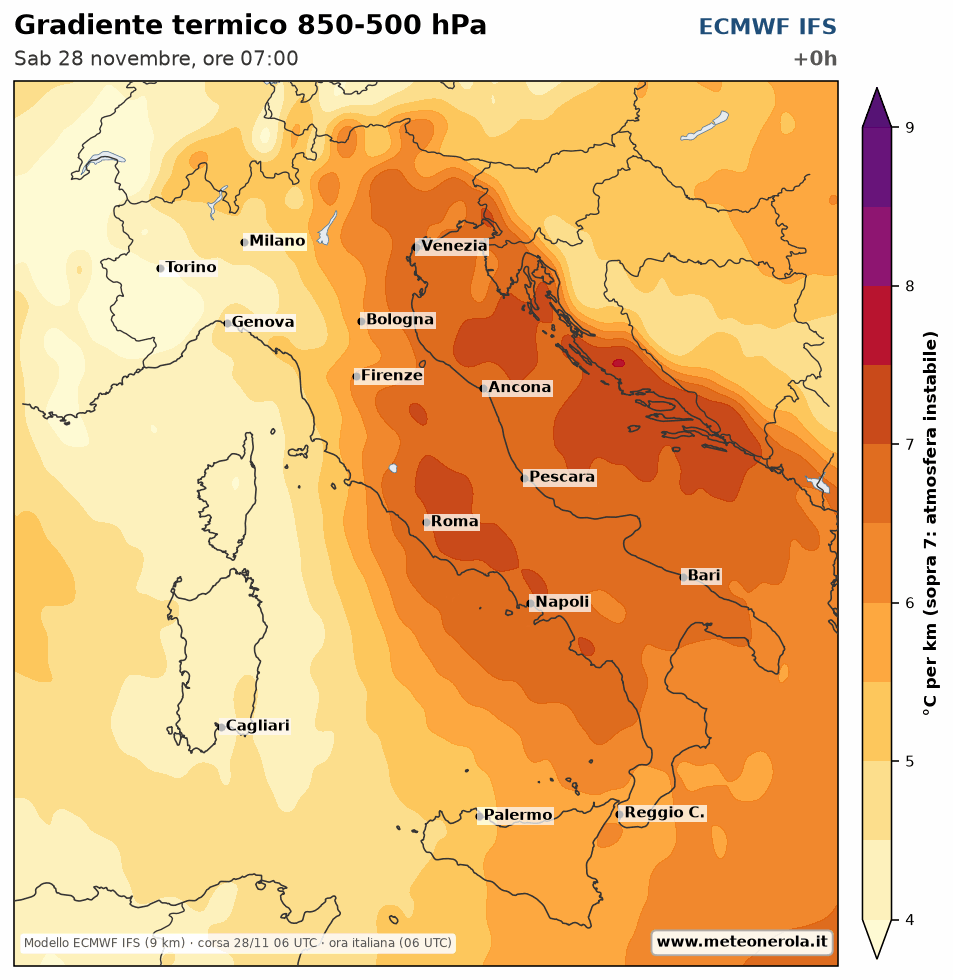 Gradiente termico 850-500 hPa
ECMWF IFS
Sab 28 novembre, ore 07:00
+0h
Milano
Venezia
Torino
Genova
Bologna
Firenze
Ancona
Pescara
Roma
Bari
Napoli
Cagliari
Palermo
Reggio C.
9
8
7
6
5
4
°C per km (sopra 7: atmosfera instabile)
Modello ECMWF IFS (9 km) · corsa 28/11 06 UTC · ora italiana (06 UTC)
www.meteonerola.it